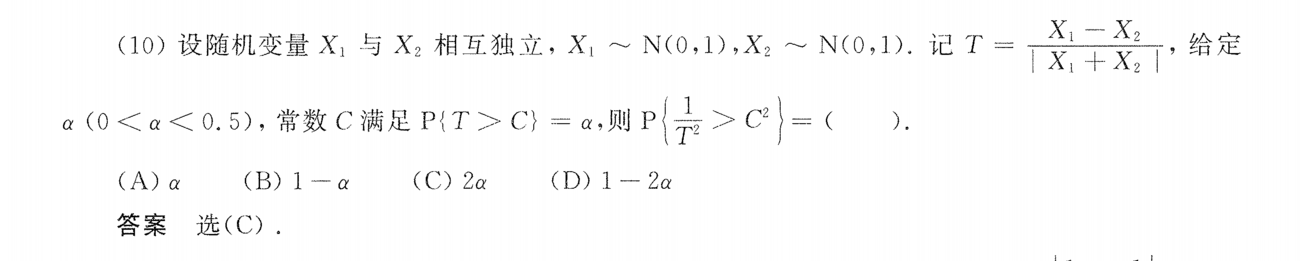 (10) 设随机变量 X₁ 与 X₂ 相互独立, X₁ ~ N(0,1), X₂ ~ N(0,1). 记 T = \frac{X₁ - X₂}{| X₁ + X₂ |}, 给定
α (0 < α < 0.5), 常数 C 满足 P{T > C} = α, 则 P{\frac{1}{T²} > C²} = (    ).
(A) α (B) 1 - α (C) 2α (D) 1 - 2α
答案 选(C) .